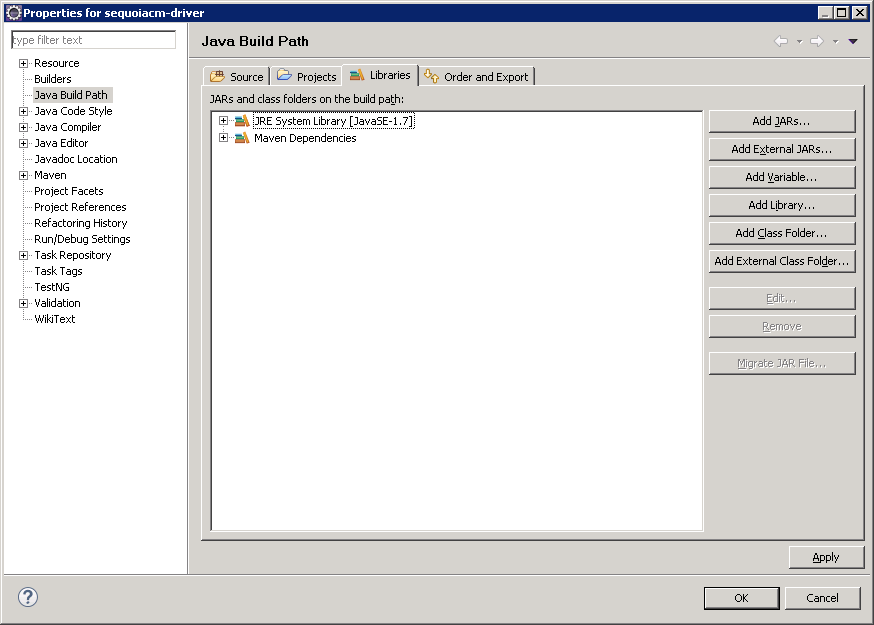 Properties for sequoiacm-driver
type filter text
Resource
Builders
Java Build Path
Java Code Style
Java Compiler
Java Editor
Javadoc Location
Maven
Project Facets
Project References
Refactoring History
Run/Debug Settings
Task Repository
Task Tags
TestNG
Validation
WikiText
Java Build Path
Source Projects Libraries Order and Export
JARs and class folders on the build path:
JRE System Library [JavaSE-1.7]
Maven Dependencies
Add JARs...
Add External JARs...
Add Variable...
Add Library...
Add Class Folder...
Add External Class Folder...
Edit...
Remove
Migrate JAR File...
Apply
?
OK Cancel